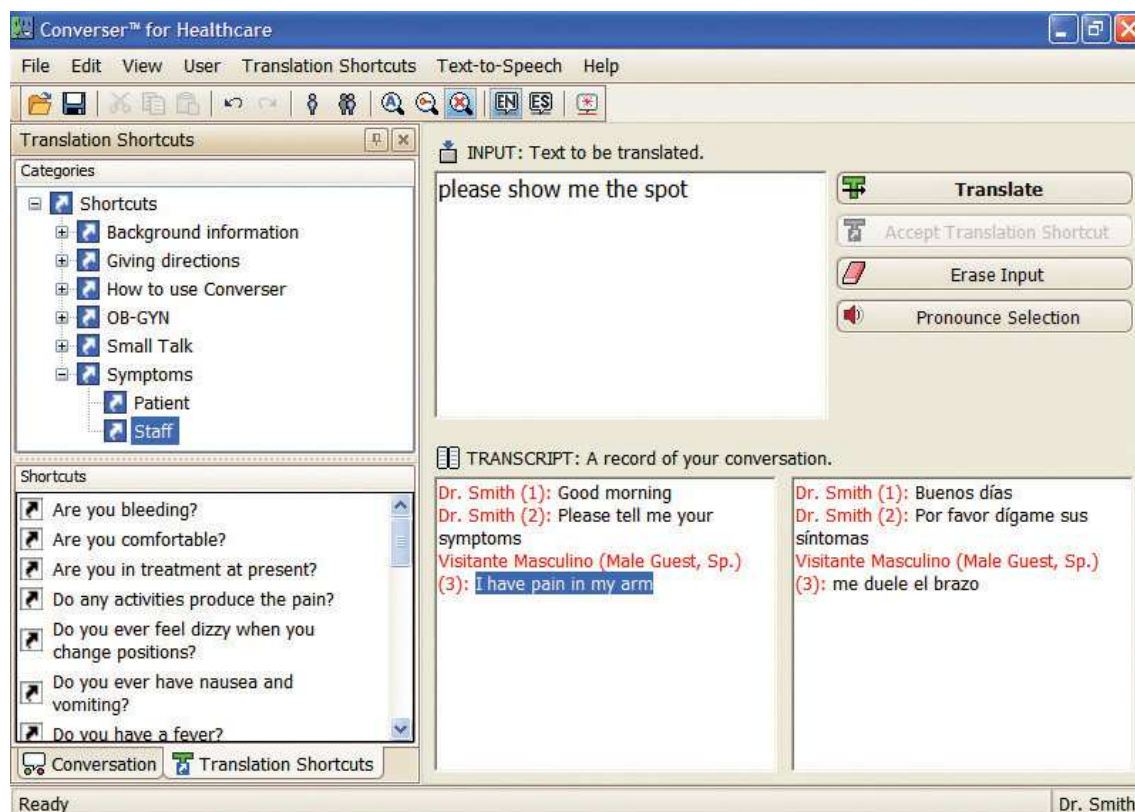 Converser™ for Healthcare
File Edit View User Translation Shortcuts Text-to-Speech Help
EN ES
Translation Shortcuts
Categories
Shortcuts
Background information
Giving directions
How to use Converser
OB-GYN
Small Talk
Symptoms
Patient
Staff
Shortcuts
Are you bleeding?
Are you comfortable?
Are you in treatment at present?
Do any activities produce the pain?
Do you ever feel dizzy when you
change positions?
Do you ever have nausea and
vomiting?
Do you have a fever?
Conversation Translation Shortcuts
INPUT: Text to be translated.
please show me the spot
Translate
Accept Translation Shortcut
Erase Input
Pronounce Selection
TRANSCRIPT: A record of your conversation.
Dr. Smith (1): Good morning
Dr. Smith (2): Please tell me your
symptoms
Visitante Masculino (Male Guest, Sp.)
(3): I have pain in my arm
Dr. Smith (1): Buenos días
Dr. Smith (2): Por favor dígame sus
síntomas
Visitante Masculino (Male Guest, Sp.)
(3): me duele el brazo
Ready
Dr. Smith